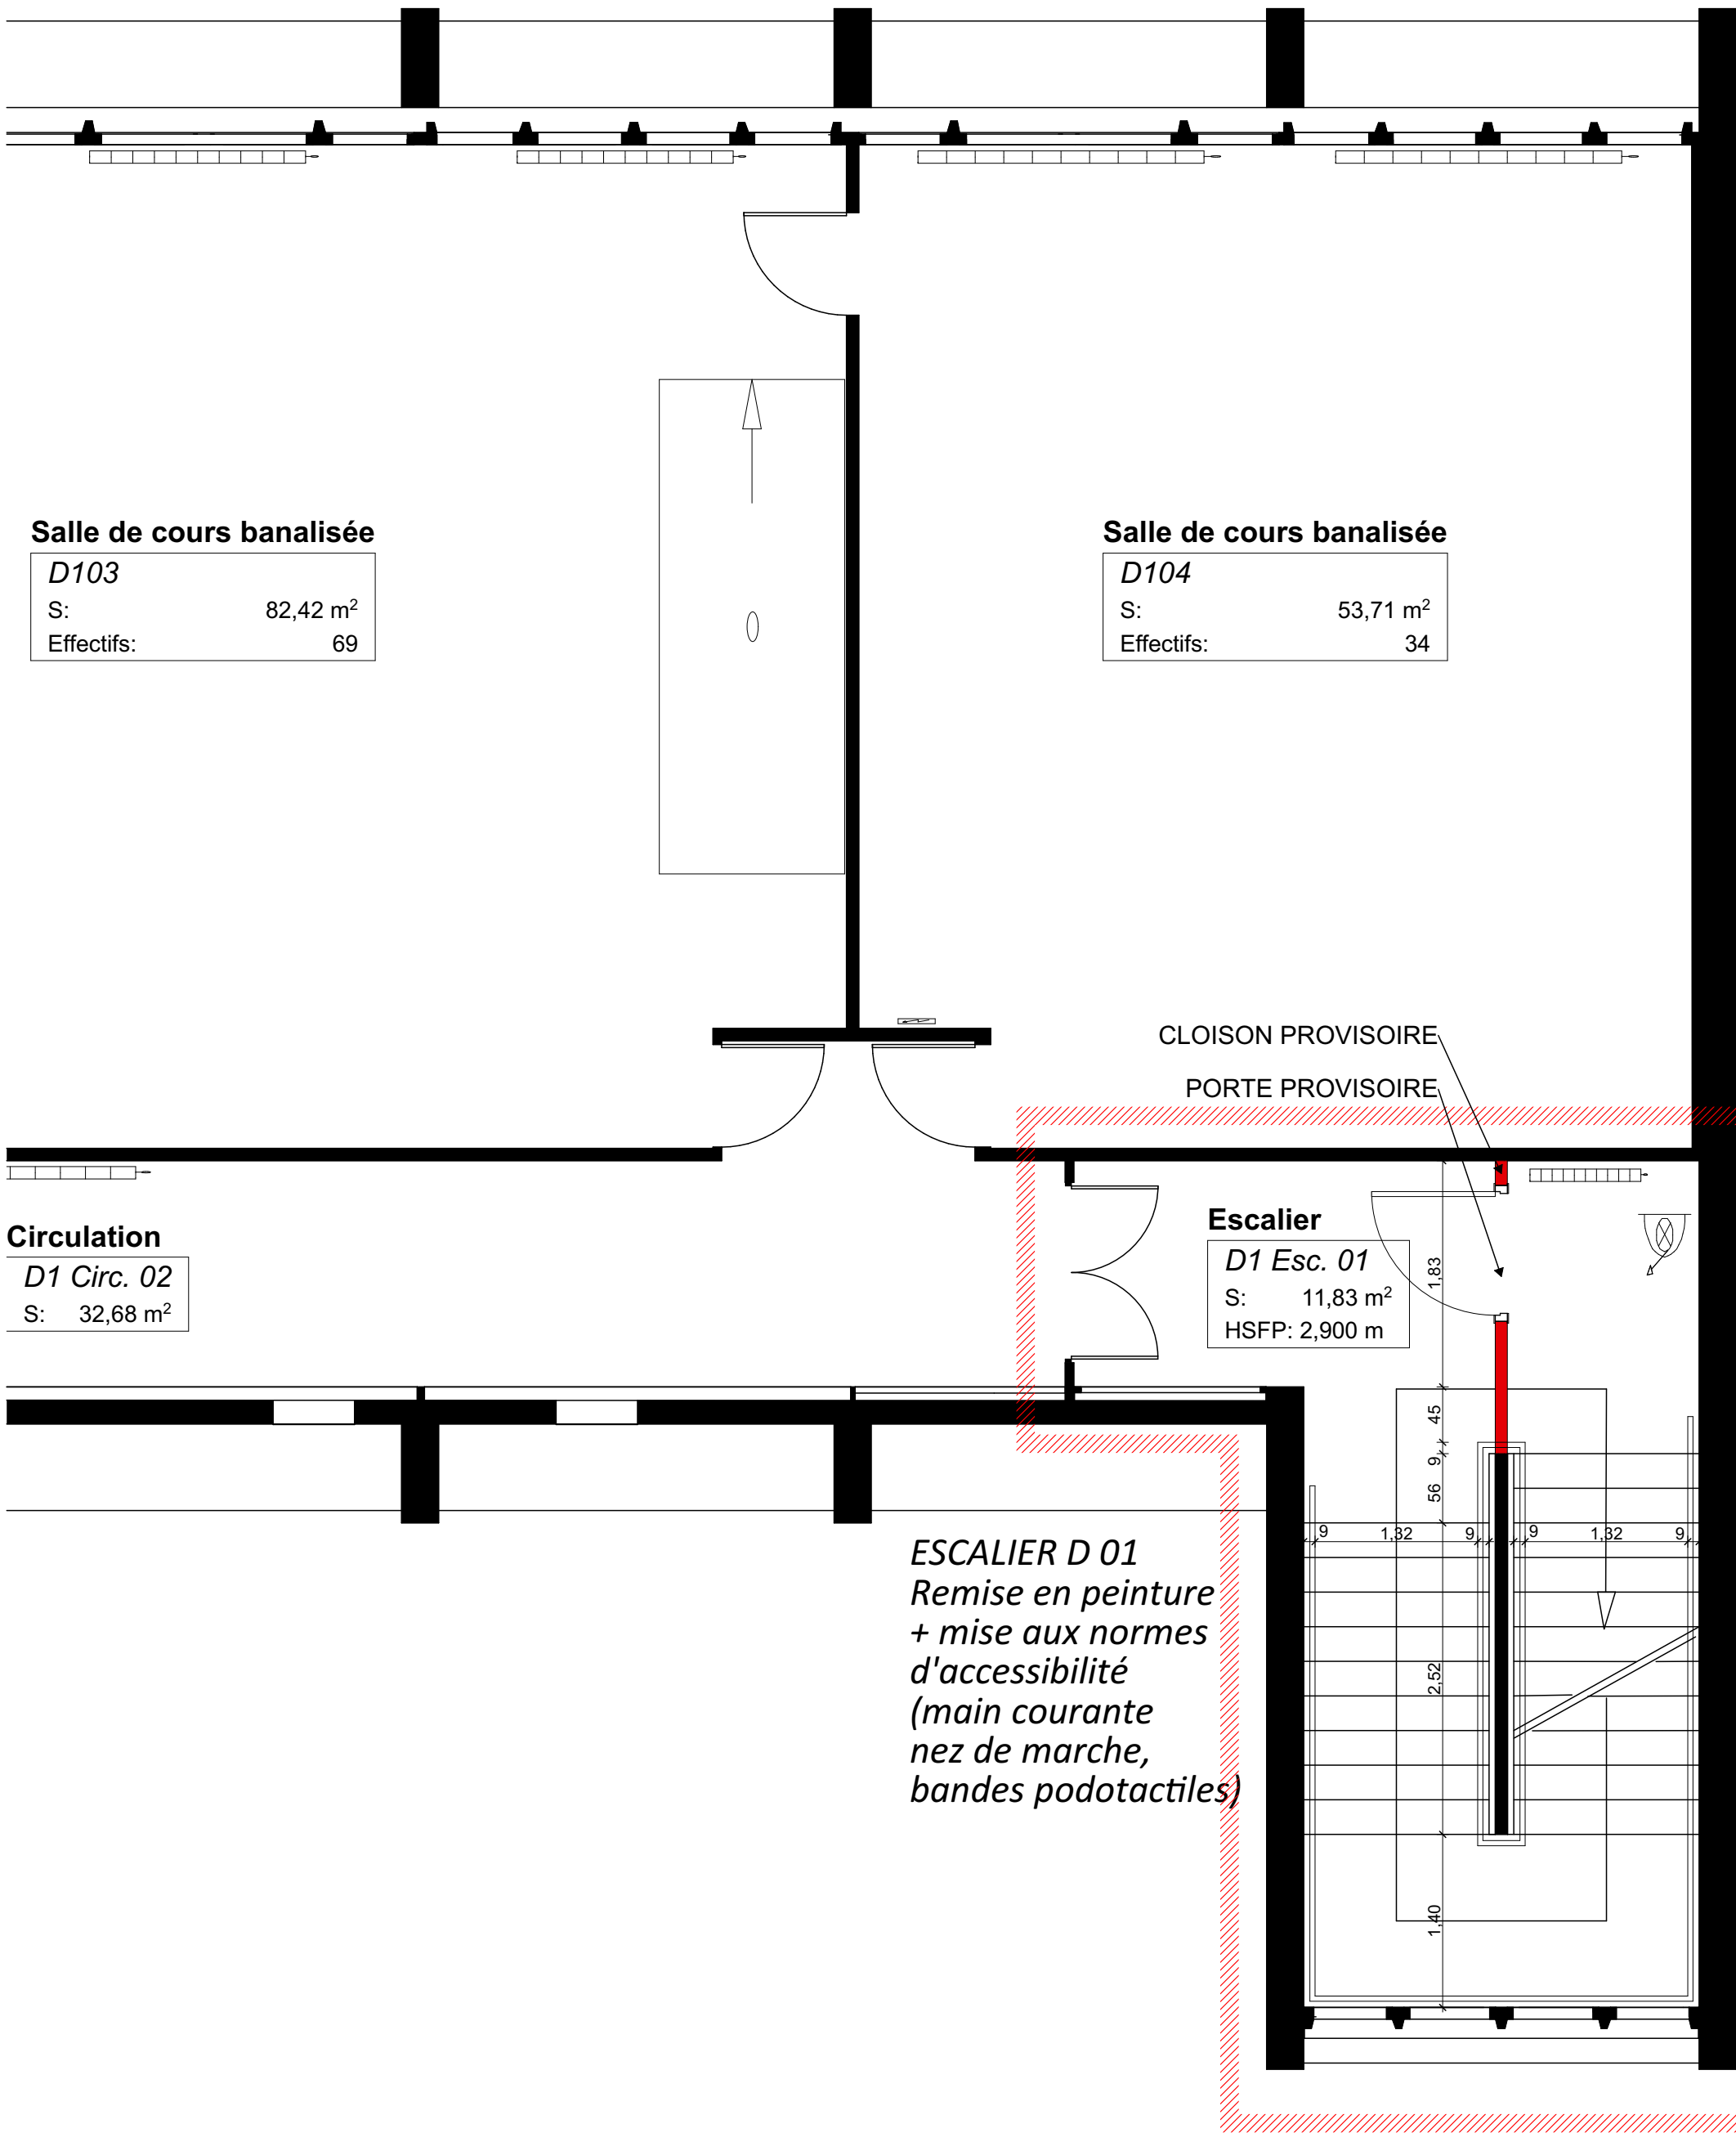 Salle de cours banalisée
D103
S: 82,42 m²
Effectifs: 69
Salle de cours banalisée
D104
S: 53,71 m²
Effectifs: 34
CLOISON PROVISOIRE
PORTE PROVISOIRE
Circulation
D1 Circ. 02
S: 32,68 m²
Escalier
D1 Esc. 01
S: 11,83 m²
HSFP: 2,900 m
1,83
45
9
56
9 1,32 9 9 1,32 9
2,52
1,40
ESCALIER D 01
Remise en peinture
+ mise aux normes
d'accessibilité
(main courante
nez de marche,
bandes podotactiles)